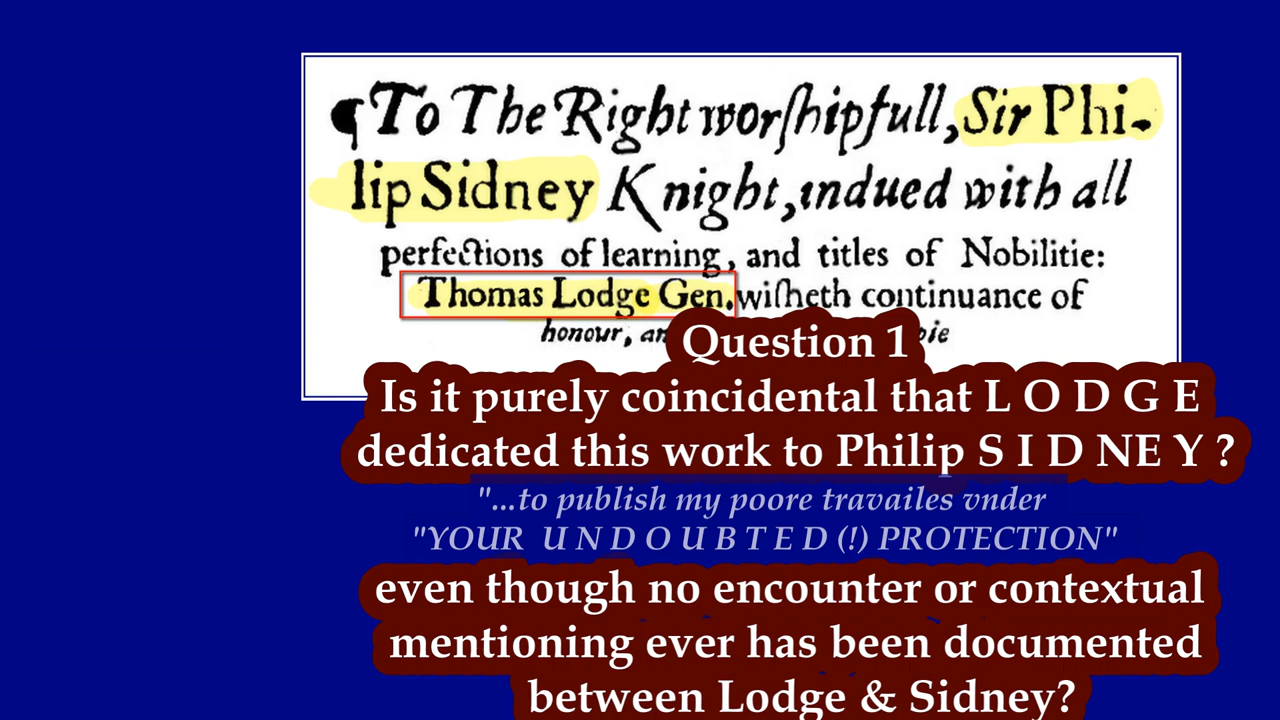 ¶To The Right worſhipfull, Sir Phi-
lip Sidney Knight, indued with all
perfections of learning, and titles of Nobilitie:
Thomas Lodge Gen. wiſheth continuance of
honour, an pie
Question 1
Is it purely coincidental that L O D G E
dedicated this work to Philip S I D NE Y ?
"...to publish my poore travailes vnder
"YOUR U N D O U B T E D (!) PROTECTION"
even though no encounter or contextual
mentioning ever has been documented
between Lodge & Sidney?